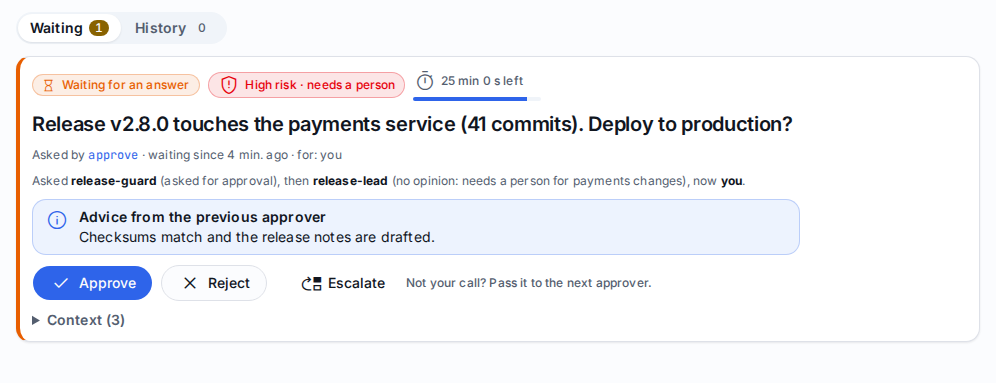 Waiting 1 History 0
Waiting for an answer High risk · needs a person 25 min 0 s left
Release v2.8.0 touches the payments service (41 commits). Deploy to production?
Asked by approve · waiting since 4 min. ago · for: you
Asked release-guard (asked for approval), then release-lead (no opinion: needs a person for payments changes), now you.
Advice from the previous approver
Checksums match and the release notes are drafted.
Approve Reject Escalate Not your call? Pass it to the next approver.
Context (3)